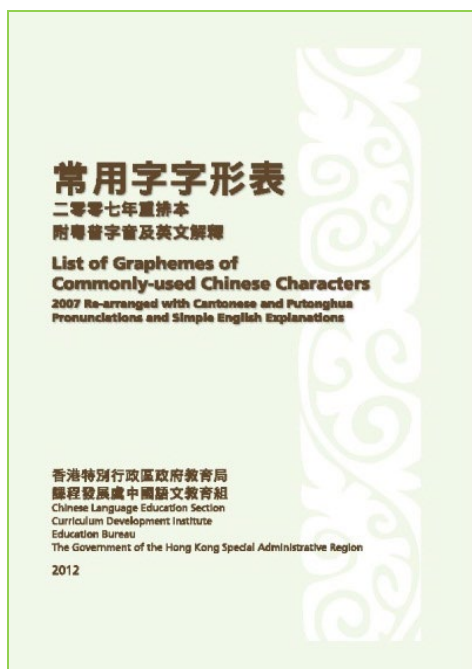 常用字字形表
二零零七年重排本
附粵普字音及英文解釋
List of Graphemes of
Commonly-used Chinese Characters
2007 Re-arranged with Cantonese and Putonghua
Pronunciations and Simple English Explanations
香港特別行政區政府教育局
課程發展處中國語文教育組
Chinese Language Education Section
Curriculum Development Institute
Education Bureau
The Government of the Hong Kong Special Administrative Region
2012